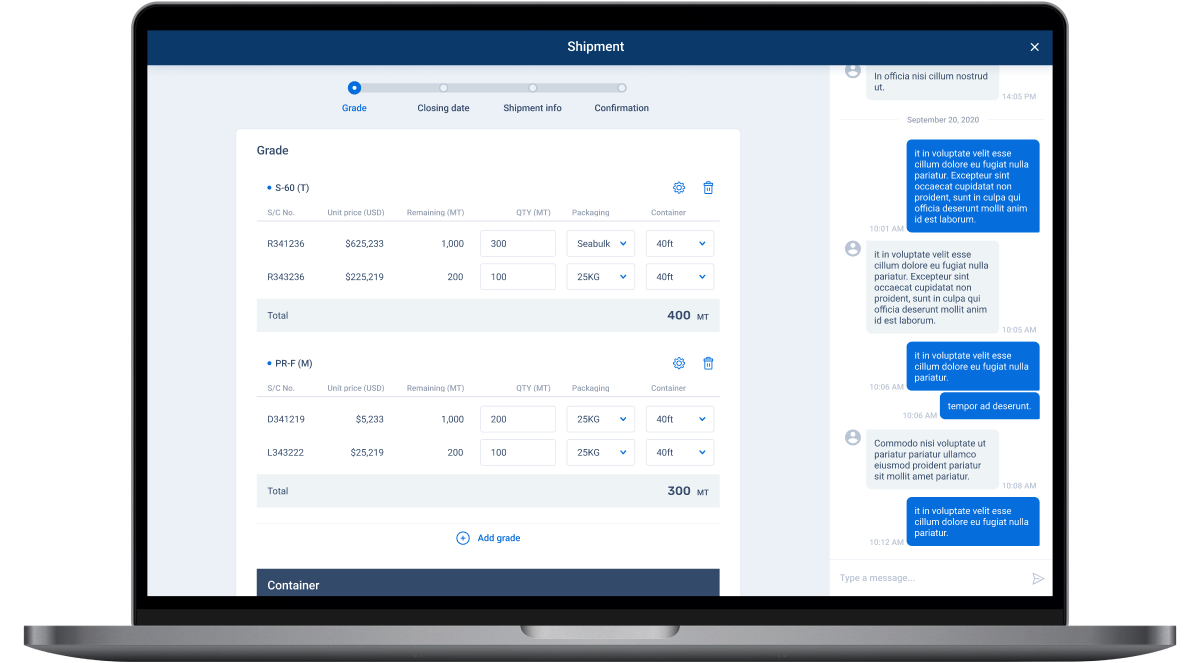 Shipment
Grade
Closing date
Shipment info
Confirmation
Grade
S-60 (T)
S/C No. Unit price (USD) Remaining (MT) QTY (MT) Packaging Container
R341236 $625,233 1,000 300 Seabulk 40ft
R343236 $225,219 200 100 25KG 40ft
Total 400 MT
PR-F (M)
S/C No. Unit price (USD) Remaining (MT) QTY (MT) Packaging Container
D341219 $5,233 1,000 200 25KG 40ft
L343222 $25,219 200 100 25KG 40ft
Total 300 MT
Add grade
Container
In officia nisi cillum nostrud
ut.
14:05 PM
September 20, 2020
it in voluptate velit esse
cillum dolore eu fugiat nulla
pariatur. Excepteur sint
occaecat cupidatat non
proident, sunt in culpa qui
officia deserunt mollit anim
id est laborum.
10:01 AM
it in voluptate velit esse
cillum dolore eu fugiat nulla
pariatur. Excepteur sint
occaecat cupidatat non
proident, sunt in culpa qui
officia deserunt mollit anim
id est laborum.
10:05 AM
it in voluptate velit esse
cillum dolore eu fugiat nulla
pariatur.
10:06 AM
tempor ad deserunt.
10:06 AM
Commodo nisi voluptate ut
pariatur pariatur ullamco
eiusmod proident pariatur
sit mollit amet pariatur.
10:08 AM
it in voluptate velit esse
cillum dolore eu fugiat nulla
pariatur.
10:12 AM
Type a message...